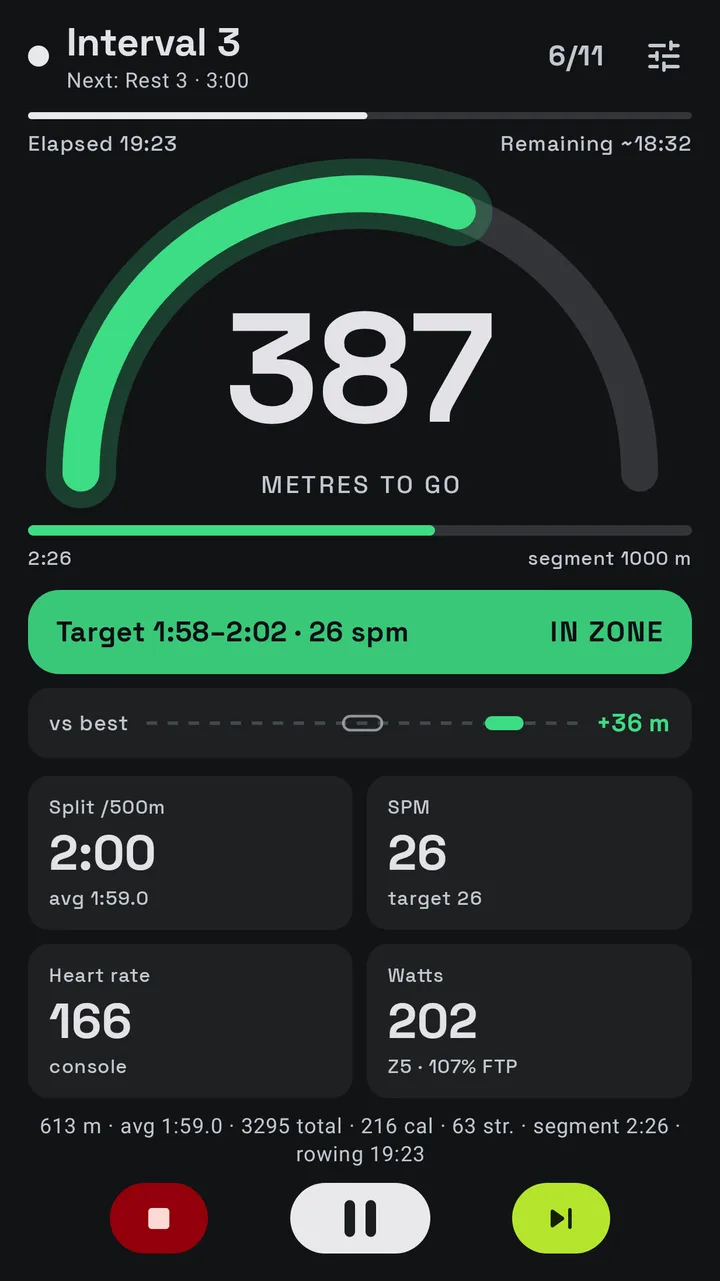 Interval 3
6/11
Next: Rest 3 · 3:00
Elapsed 19:23
Remaining ~18:32
387
METRES TO GO
2:26
segment 1000 m
Target 1:58–2:02 · 26 spm
IN ZONE
vs best
+36 m
Split /500m
2:00
avg 1:59.0
SPM
26
target 26
Heart rate
166
console
Watts
202
Z5 · 107% FTP
613 m · avg 1:59.0 · 3295 total · 216 cal · 63 str. · segment 2:26 ·
rowing 19:23